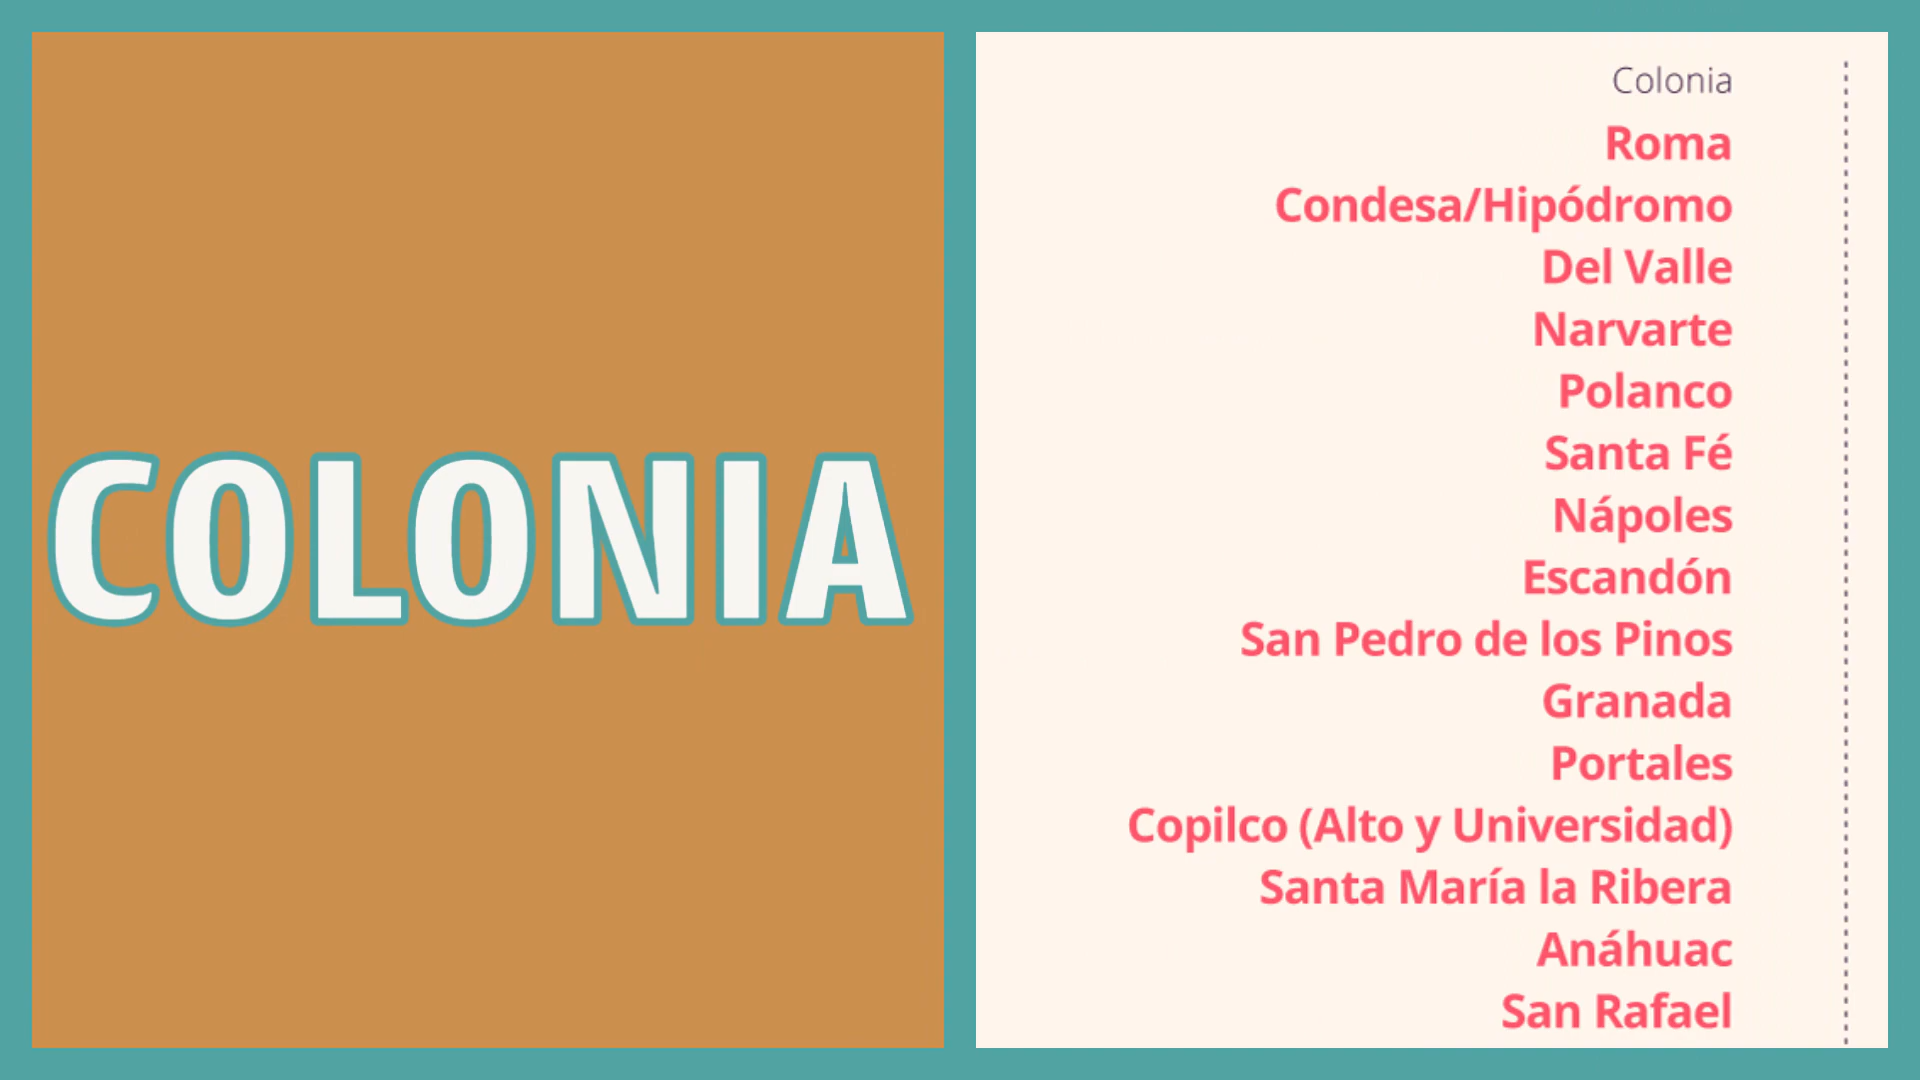 COLONIA
Colonia
Roma
Condesa/Hipódromo
Del Valle
Narvarte
Polanco
Santa Fé
Nápoles
Escandón
San Pedro de los Pinos
Granada
Portales
Copilco (Alto y Universidad)
Santa María la Ribera
Anáhuac
San Rafael